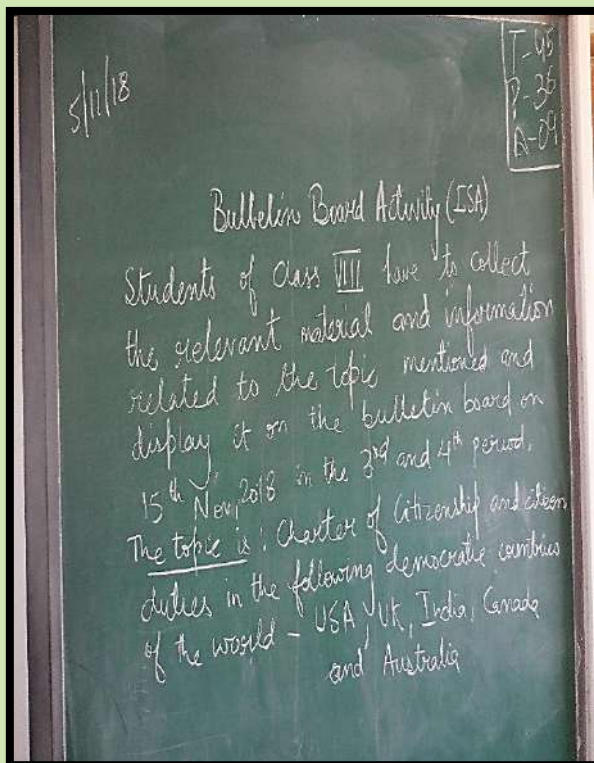 5/11/18
T-45
P-36
A-09
Bulletin Board Activity (ISA)
Students of Class VIII have to collect
the relevant material and information
related to the topic mentioned and
display it on the bulletin board on
15th Nov, 2018 in the 3rd and 4th period.
The topic is : Charter of Citizenship and citizen
duties in the following democratic countries
of the world - USA, UK, India, Canada
and Australia